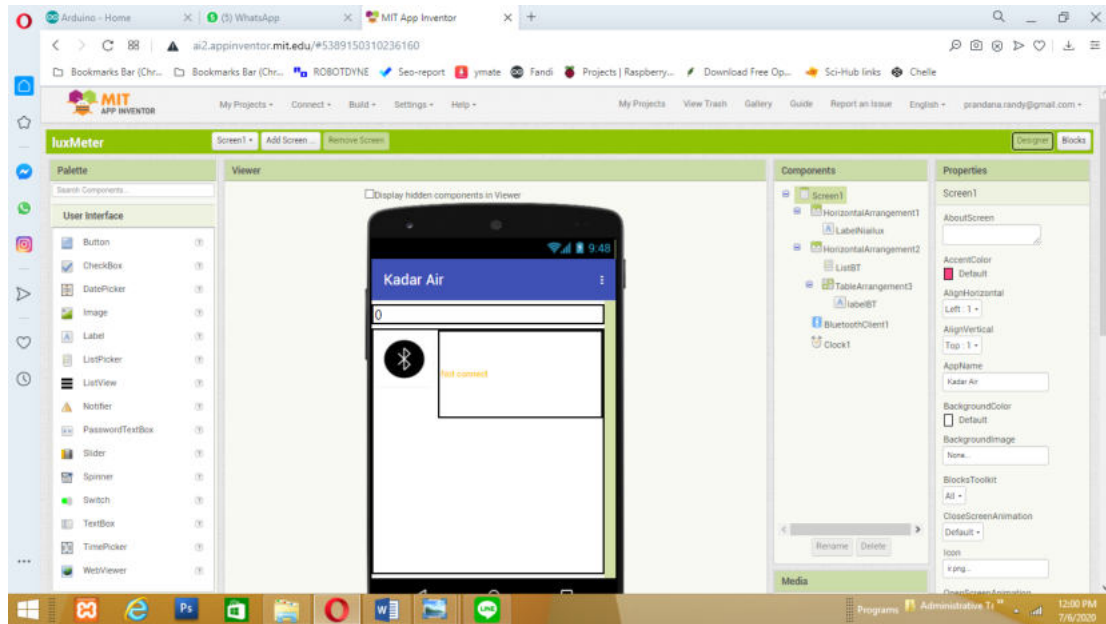 Arduino - Home
(5) WhatsApp
MIT App Inventor
ai2.appinventor.mit.edu/#5389150310236160
Bookmarks Bar (Chr...
Bookmarks Bar (Chr...
ROBOTDYNE
Seo-report
ymate
Fandi
Projects | Raspberry...
Download Free Op...
Sci-Hub links
Chelle
MIT
APP INVENTOR
My Projects
Connect
Build
Settings
Help
My Projects
View Trash
Gallery
Guide
Report an Issue
English
prandana.randy@gmail.com
luxMeter
Screen1
Add Screen ...
Remove Screen
Designer
Blocks
Palette
Search Components...
User Interface
Button
CheckBox
DatePicker
Image
Label
ListPicker
ListView
Notifier
PasswordTextBox
Slider
Spinner
Switch
TextBox
TimePicker
WebViewer
Viewer
Display hidden components in Viewer
9:48
Kadar Air
0
Not connect
Components
Screen1
HorizontalArrangement1
LabelNialiux
HorizontalArrangement2
ListBT
TableArrangement3
labelBT
BluetoothClient1
Clock1
Rename
Delete
Media
Properties
Screen1
AboutScreen
AccentColor
Default
AlignHorizontal
Left : 1
AlignVertical
Top : 1
AppName
Kadar Air
BackgroundColor
Default
BackgroundImage
None...
BlocksToolkit
All
CloseScreenAnimation
Default
Icon
ir.png...
OpenScreenAnimation
Ps
LINE
Programs
Administrative T
12:00 PM
7/6/2020